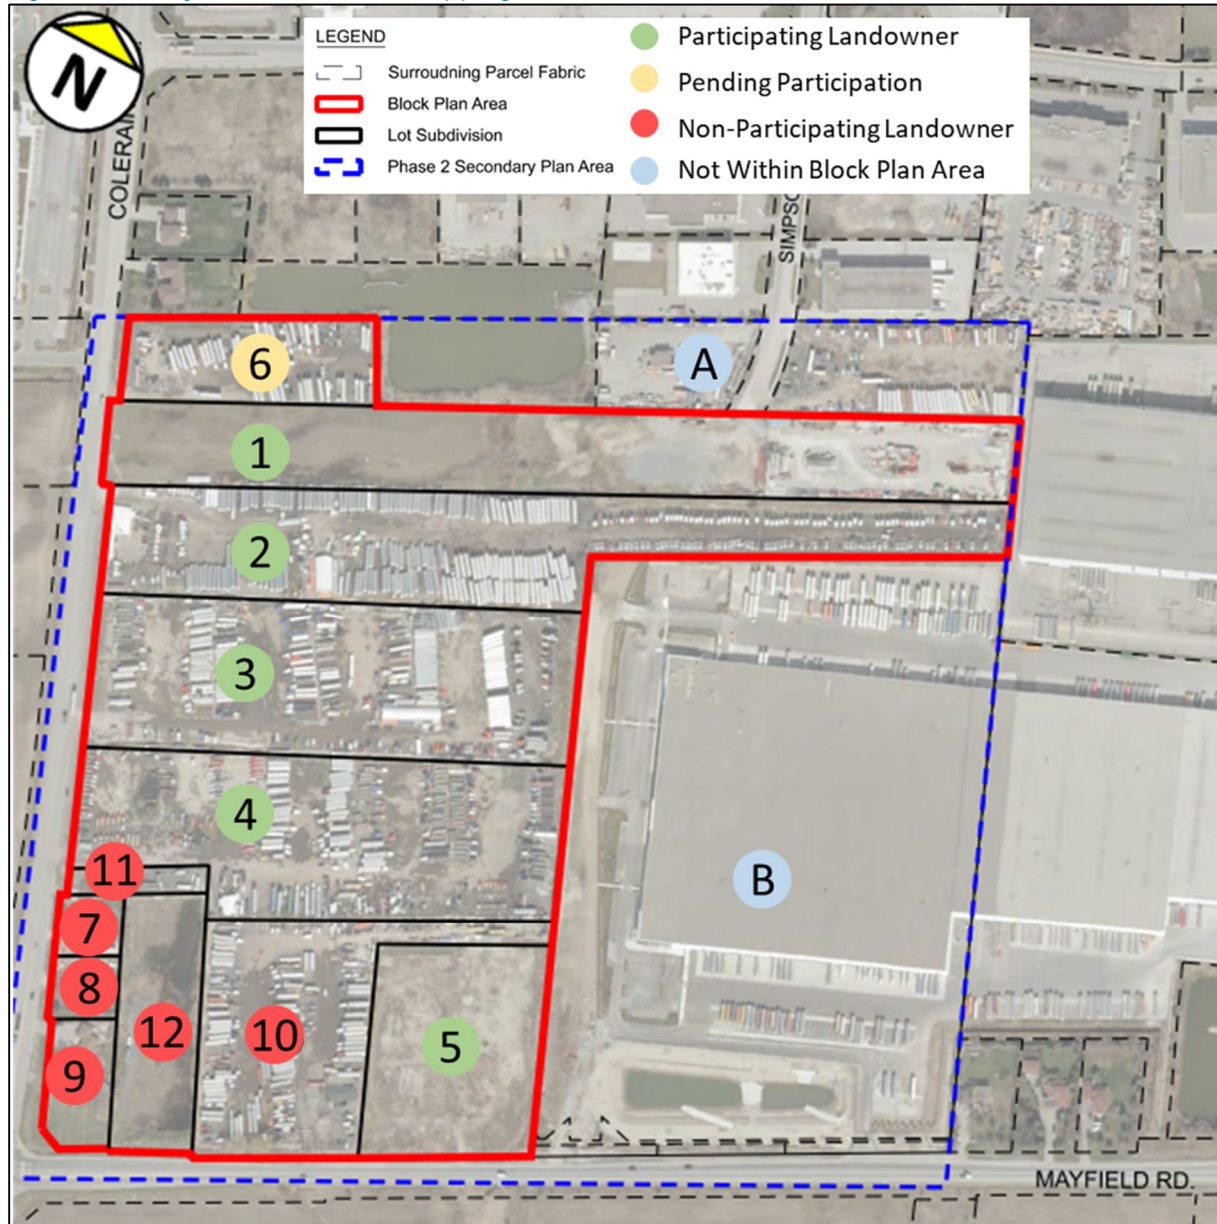 N
LEGEND
Surroudning Parcel Fabric
Block Plan Area
Lot Subdivision
Phase 2 Secondary Plan Area
Participating Landowner
Pending Participation
Non-Participating Landowner
Not Within Block Plan Area
COLERAI
SIMPSO
6
A
1
2
3
4
B
11
7
8
12
10
5
9
MAYFIELD RD.